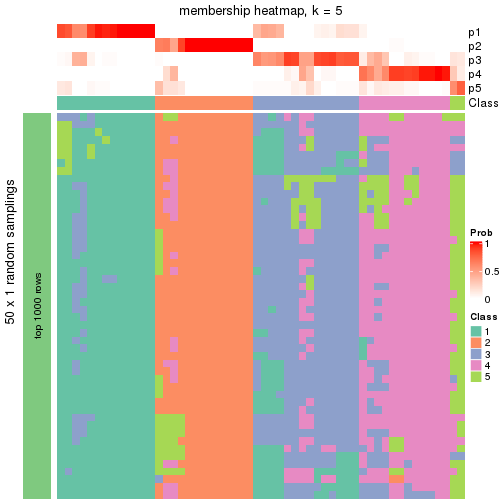 membership heatmap, k = 5
p1
p2
p3
p4
p5
Class
50 x 1 random samplings
top 1000 rows
Prob
1
0.5
0
Class
1
2
3
4
5